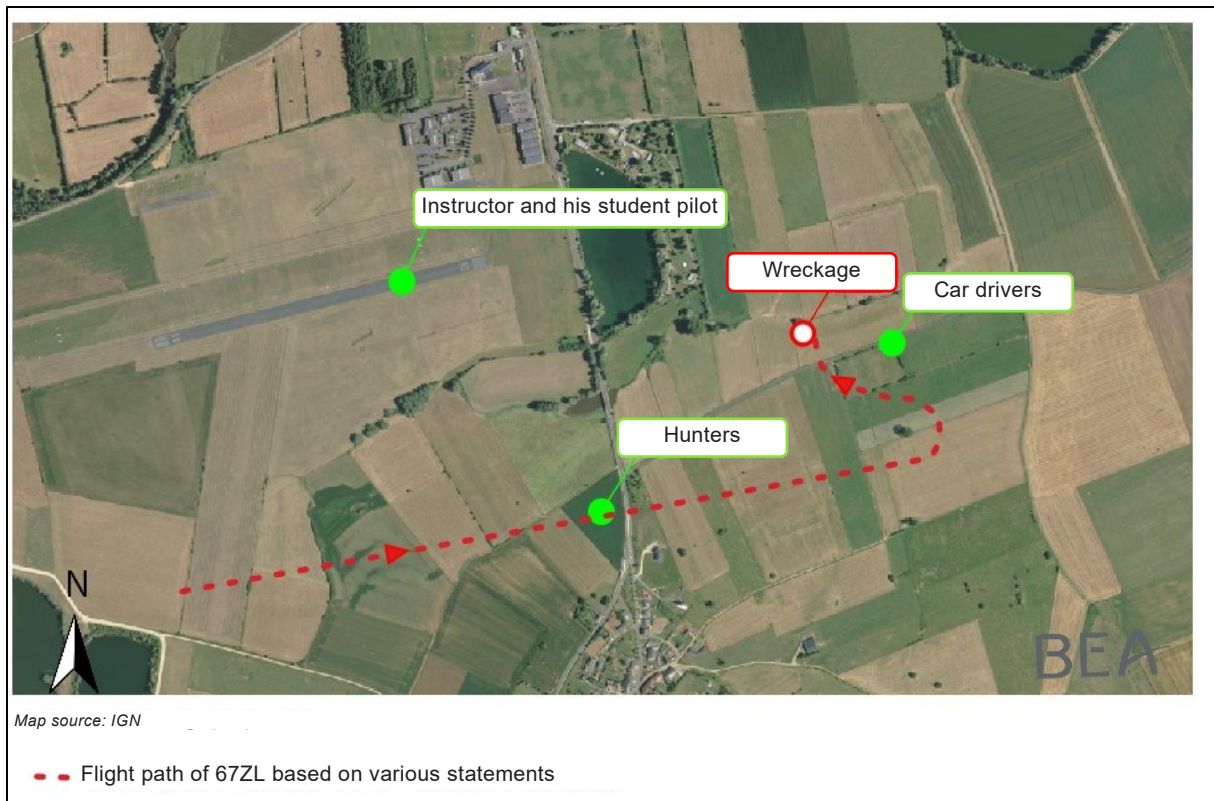 Instructor and his student pilot
Wreckage
Car drivers
Hunters
N
BEA
Map source: IGN
Flight path of 67ZL based on various statements